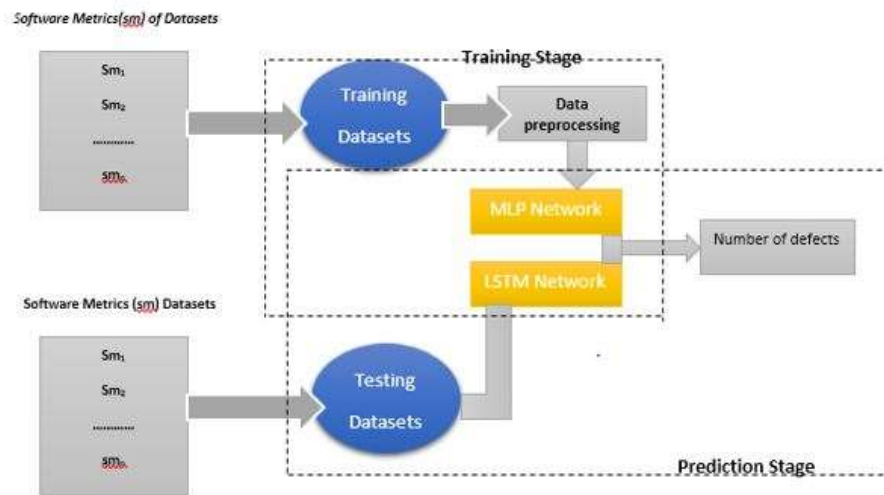 Software Metrics(sm) of Datasets
Sm₁
Sm₂
............
smₙ
Training Stage
Training
Datasets
Data
preprocessing
MLP Network
LSTM Network
Number of defects
Software Metrics (sm) Datasets
Sm₁
Sm₂
............
smₙ
Testing
Datasets
Prediction Stage